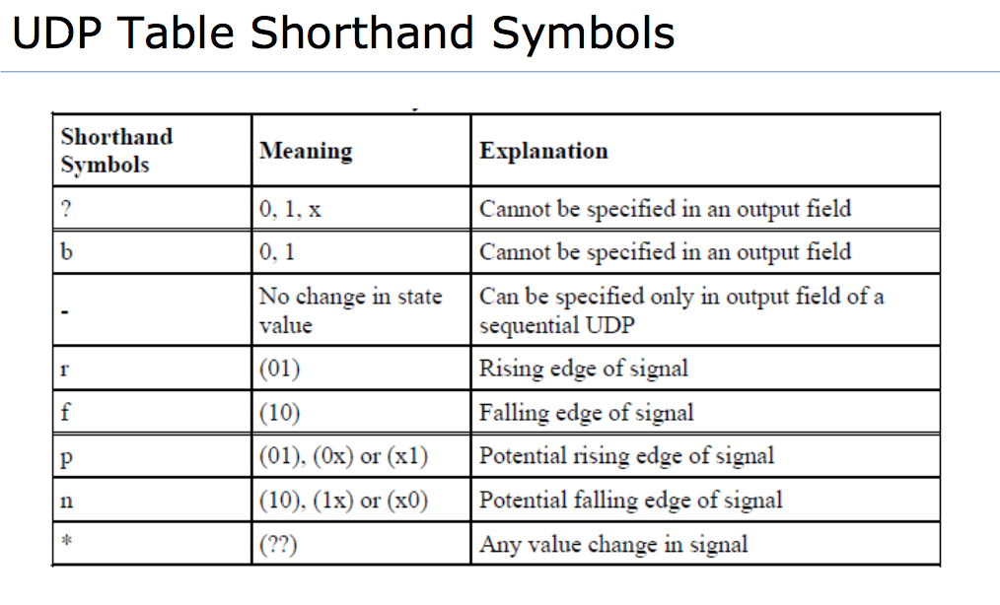 UDP Table Shorthand Symbols
Shorthand
Symbols
Meaning
Explanation
?
0, 1, x
Cannot be specified in an output field
b
0, 1
Cannot be specified in an output field
-
No change in state
value
Can be specified only in output field of a
sequential UDP
r
(01)
Rising edge of signal
f
(10)
Falling edge of signal
p
(01), (0x) or (x1)
Potential rising edge of signal
n
(10), (1x) or (x0)
Potential falling edge of signal
*
(??)
Any value change in signal